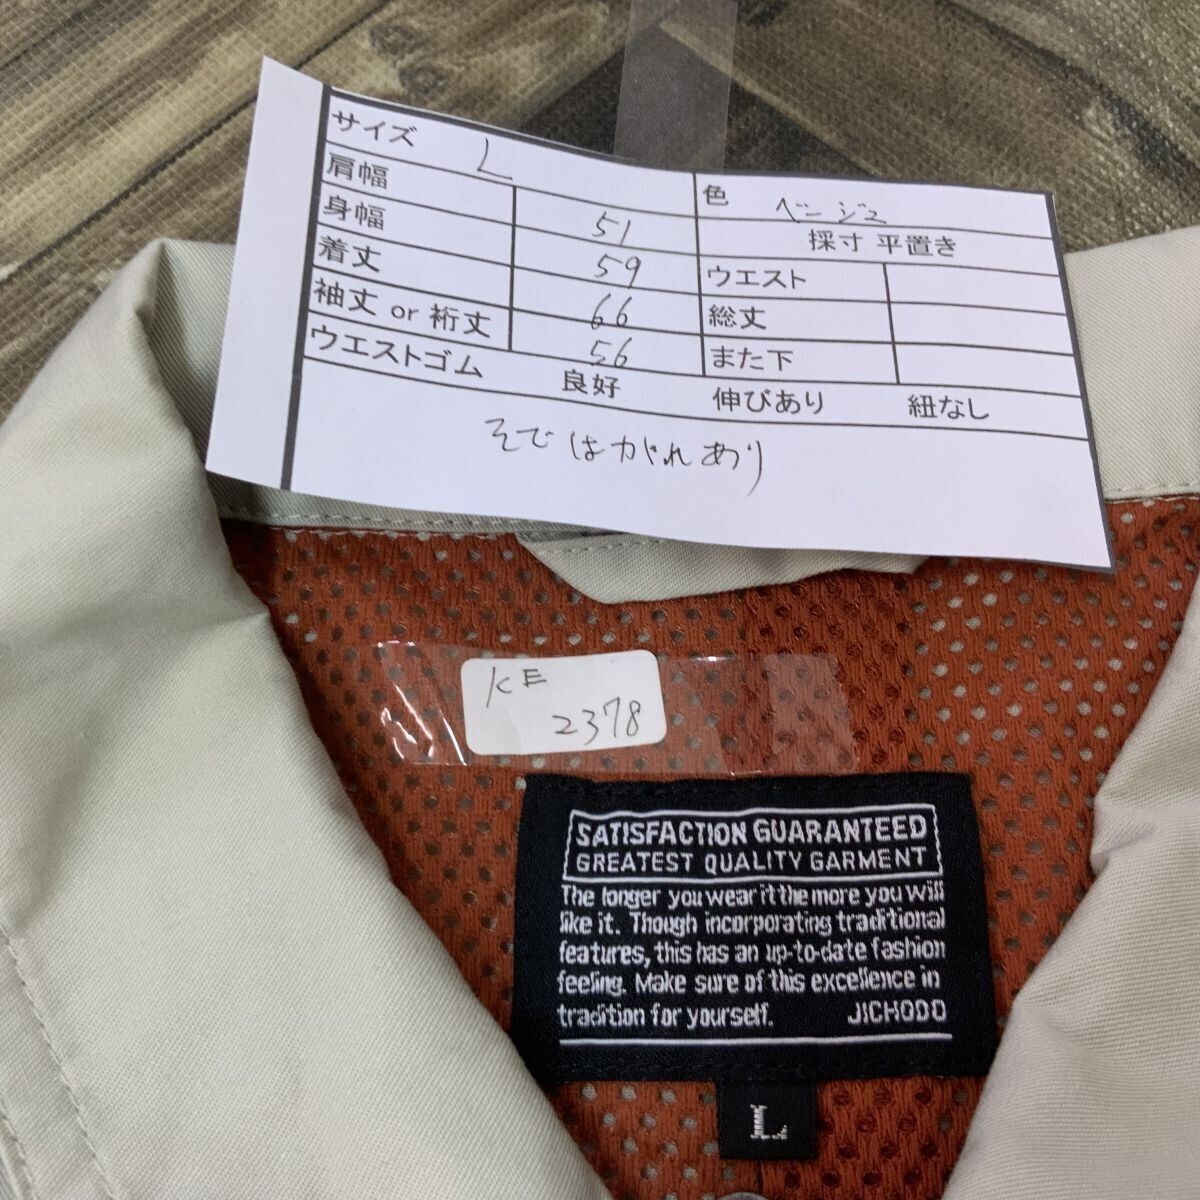 サイズ L
肩幅 51
身幅 59
着丈 66
袖丈 or 裄丈 56
色 ベージュ
採寸 平置き
ウエスト
総丈
また下
ウエストゴム 良好 伸びあり 紐なし
そではがれあり
KE
2378
SATISFACTION GUARANTEED
GREATEST QUALITY GARMENT
The longer you wear it the more you will
like it. Though incorporating traditional
features, this has an up-to-date fashion
feeling. Make sure of this excellence in
tradition for yourself. JICHODO
L